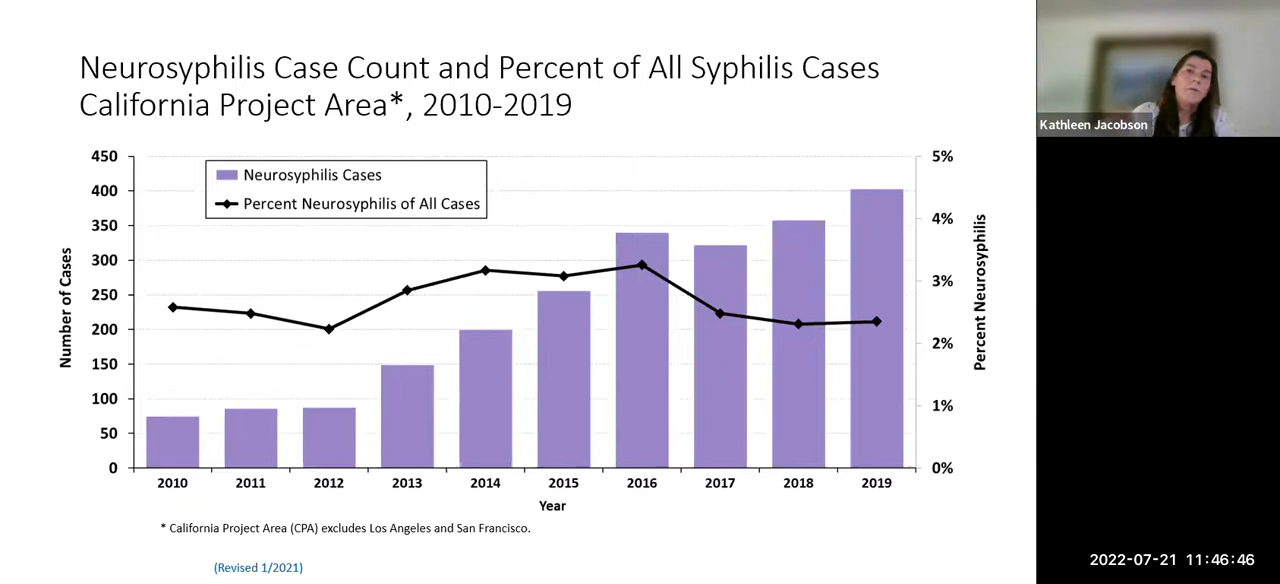 Neurosyphilis Case Count and Percent of All Syphilis Cases
California Project Area*, 2010-2019
Kathleen Jacobson
450
400
350
300
250
200
150
100
50
0
Number of Cases
Neurosyphilis Cases
Percent Neurosyphilis of All Cases
5%
4%
3%
2%
1%
0%
Percent Neurosyphilis
2010 2011 2012 2013 2014 2015 2016 2017 2018 2019
Year
* California Project Area (CPA) excludes Los Angeles and San Francisco.
(Revised 1/2021)
2022-07-21 11:46:46